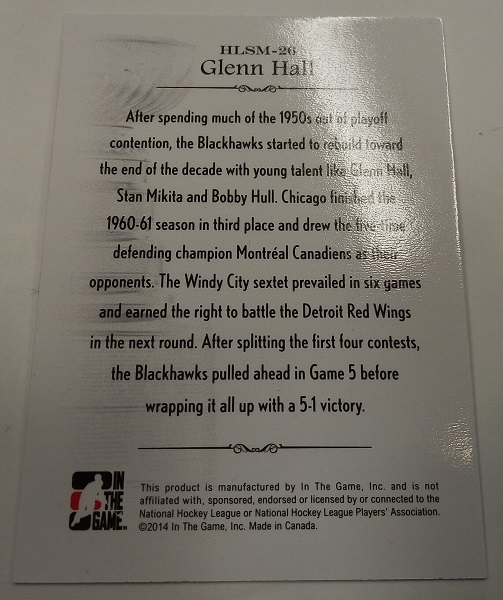 HLSM-26
Glenn Hall
After spending much of the 1950s out of playoff
contention, the Blackhawks started to rebuild toward
the end of the decade with young talent like Glenn Hall,
Stan Mikita and Bobby Hull. Chicago finished the
1960-61 season in third place and drew the five-time
defending champion Montréal Canadiens as their
opponents. The Windy City sextet prevailed in six games
and earned the right to battle the Detroit Red Wings
in the next round. After splitting the first four contests,
the Blackhawks pulled ahead in Game 5 before
wrapping it all up with a 5-1 victory.
IN
THE
GAME
This product is manufactured by In The Game, Inc. and is not
affiliated with, sponsored, endorsed or licensed by or connected to the
National Hockey League or National Hockey League Players' Association.
©2014 In The Game, Inc. Made in Canada.